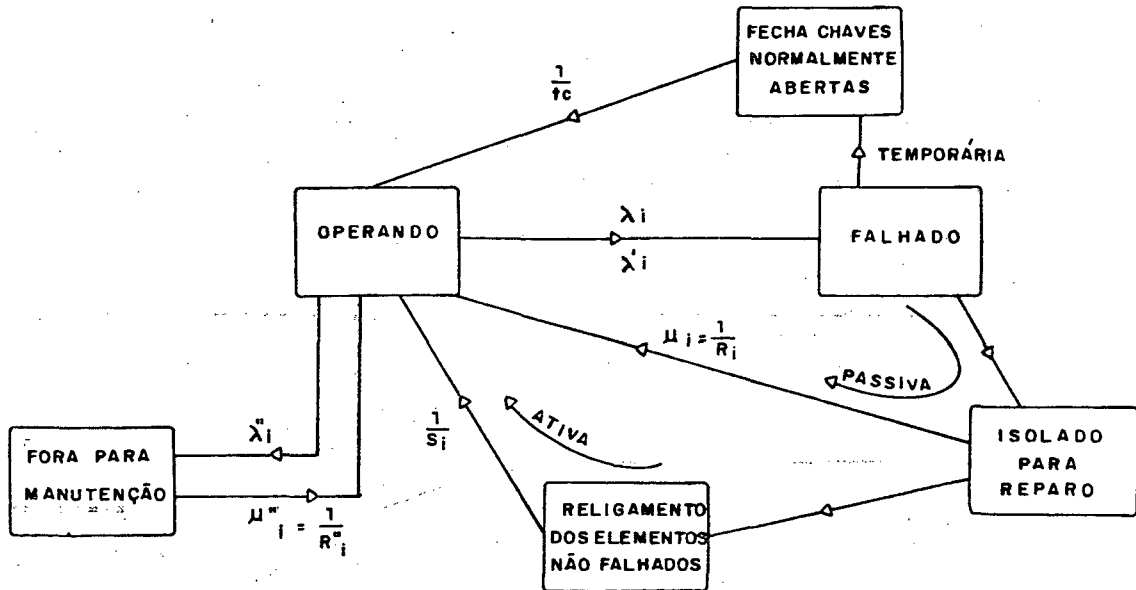 FECHA CHAVES
NORMALMENTE
ABERTAS
1/tc
TEMPORÁRIA
OPERANDO
λi
λ'i
FALHADO
μi = 1/Ri
PASSIVA
ATIVA
1/Si
λ"i
FORA PARA
MANUTENÇÃO
μ"i = 1/R"i
ISOLADO
PARA
REPARO
RELIGAMENTO
DOS ELEMENTOS
NÃO FALHADOS